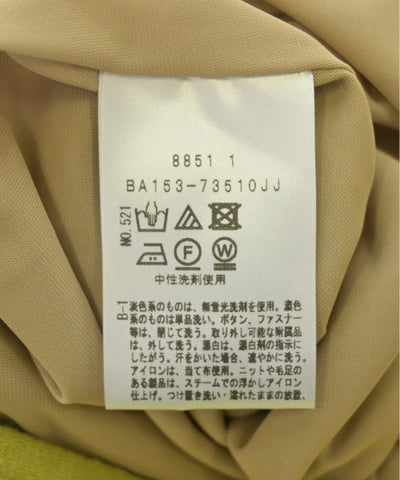 8851 1
BA153-73510JJ
NO.521
F
W
中性洗剤使用
B-1
淡色系のものは、無蛍光洗剤を使用。濃色
系のものは単品洗い。ボタン、ファスナー
等は、閉じて洗う。取り外し可能な附属品
は、外して洗う。漂白は、漂白剤の指示に
したがう。汗をかいた場合、速やかに洗う。
アイロンは、当て布使用。ニットや毛足の
ある製品は、スチームでの浮かしアイロン
仕上げ。つけ置き洗い・濡れたままの放置、